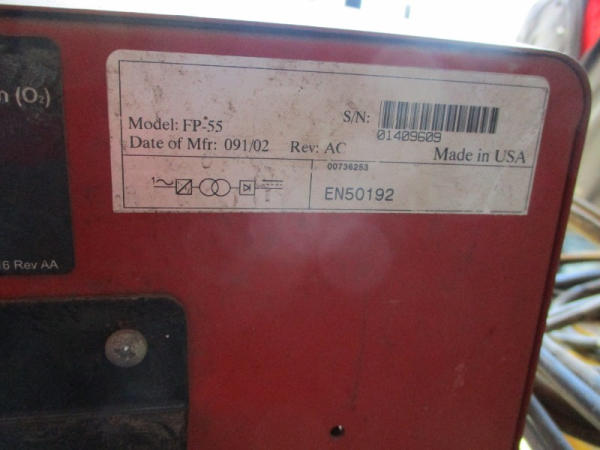 n (O₂)
Model: FP-55
S/N:
01409609
Date of Mfr: 091/02 Rev: AC
Made in USA
00736253
1~
EN50192
6 Rev AA